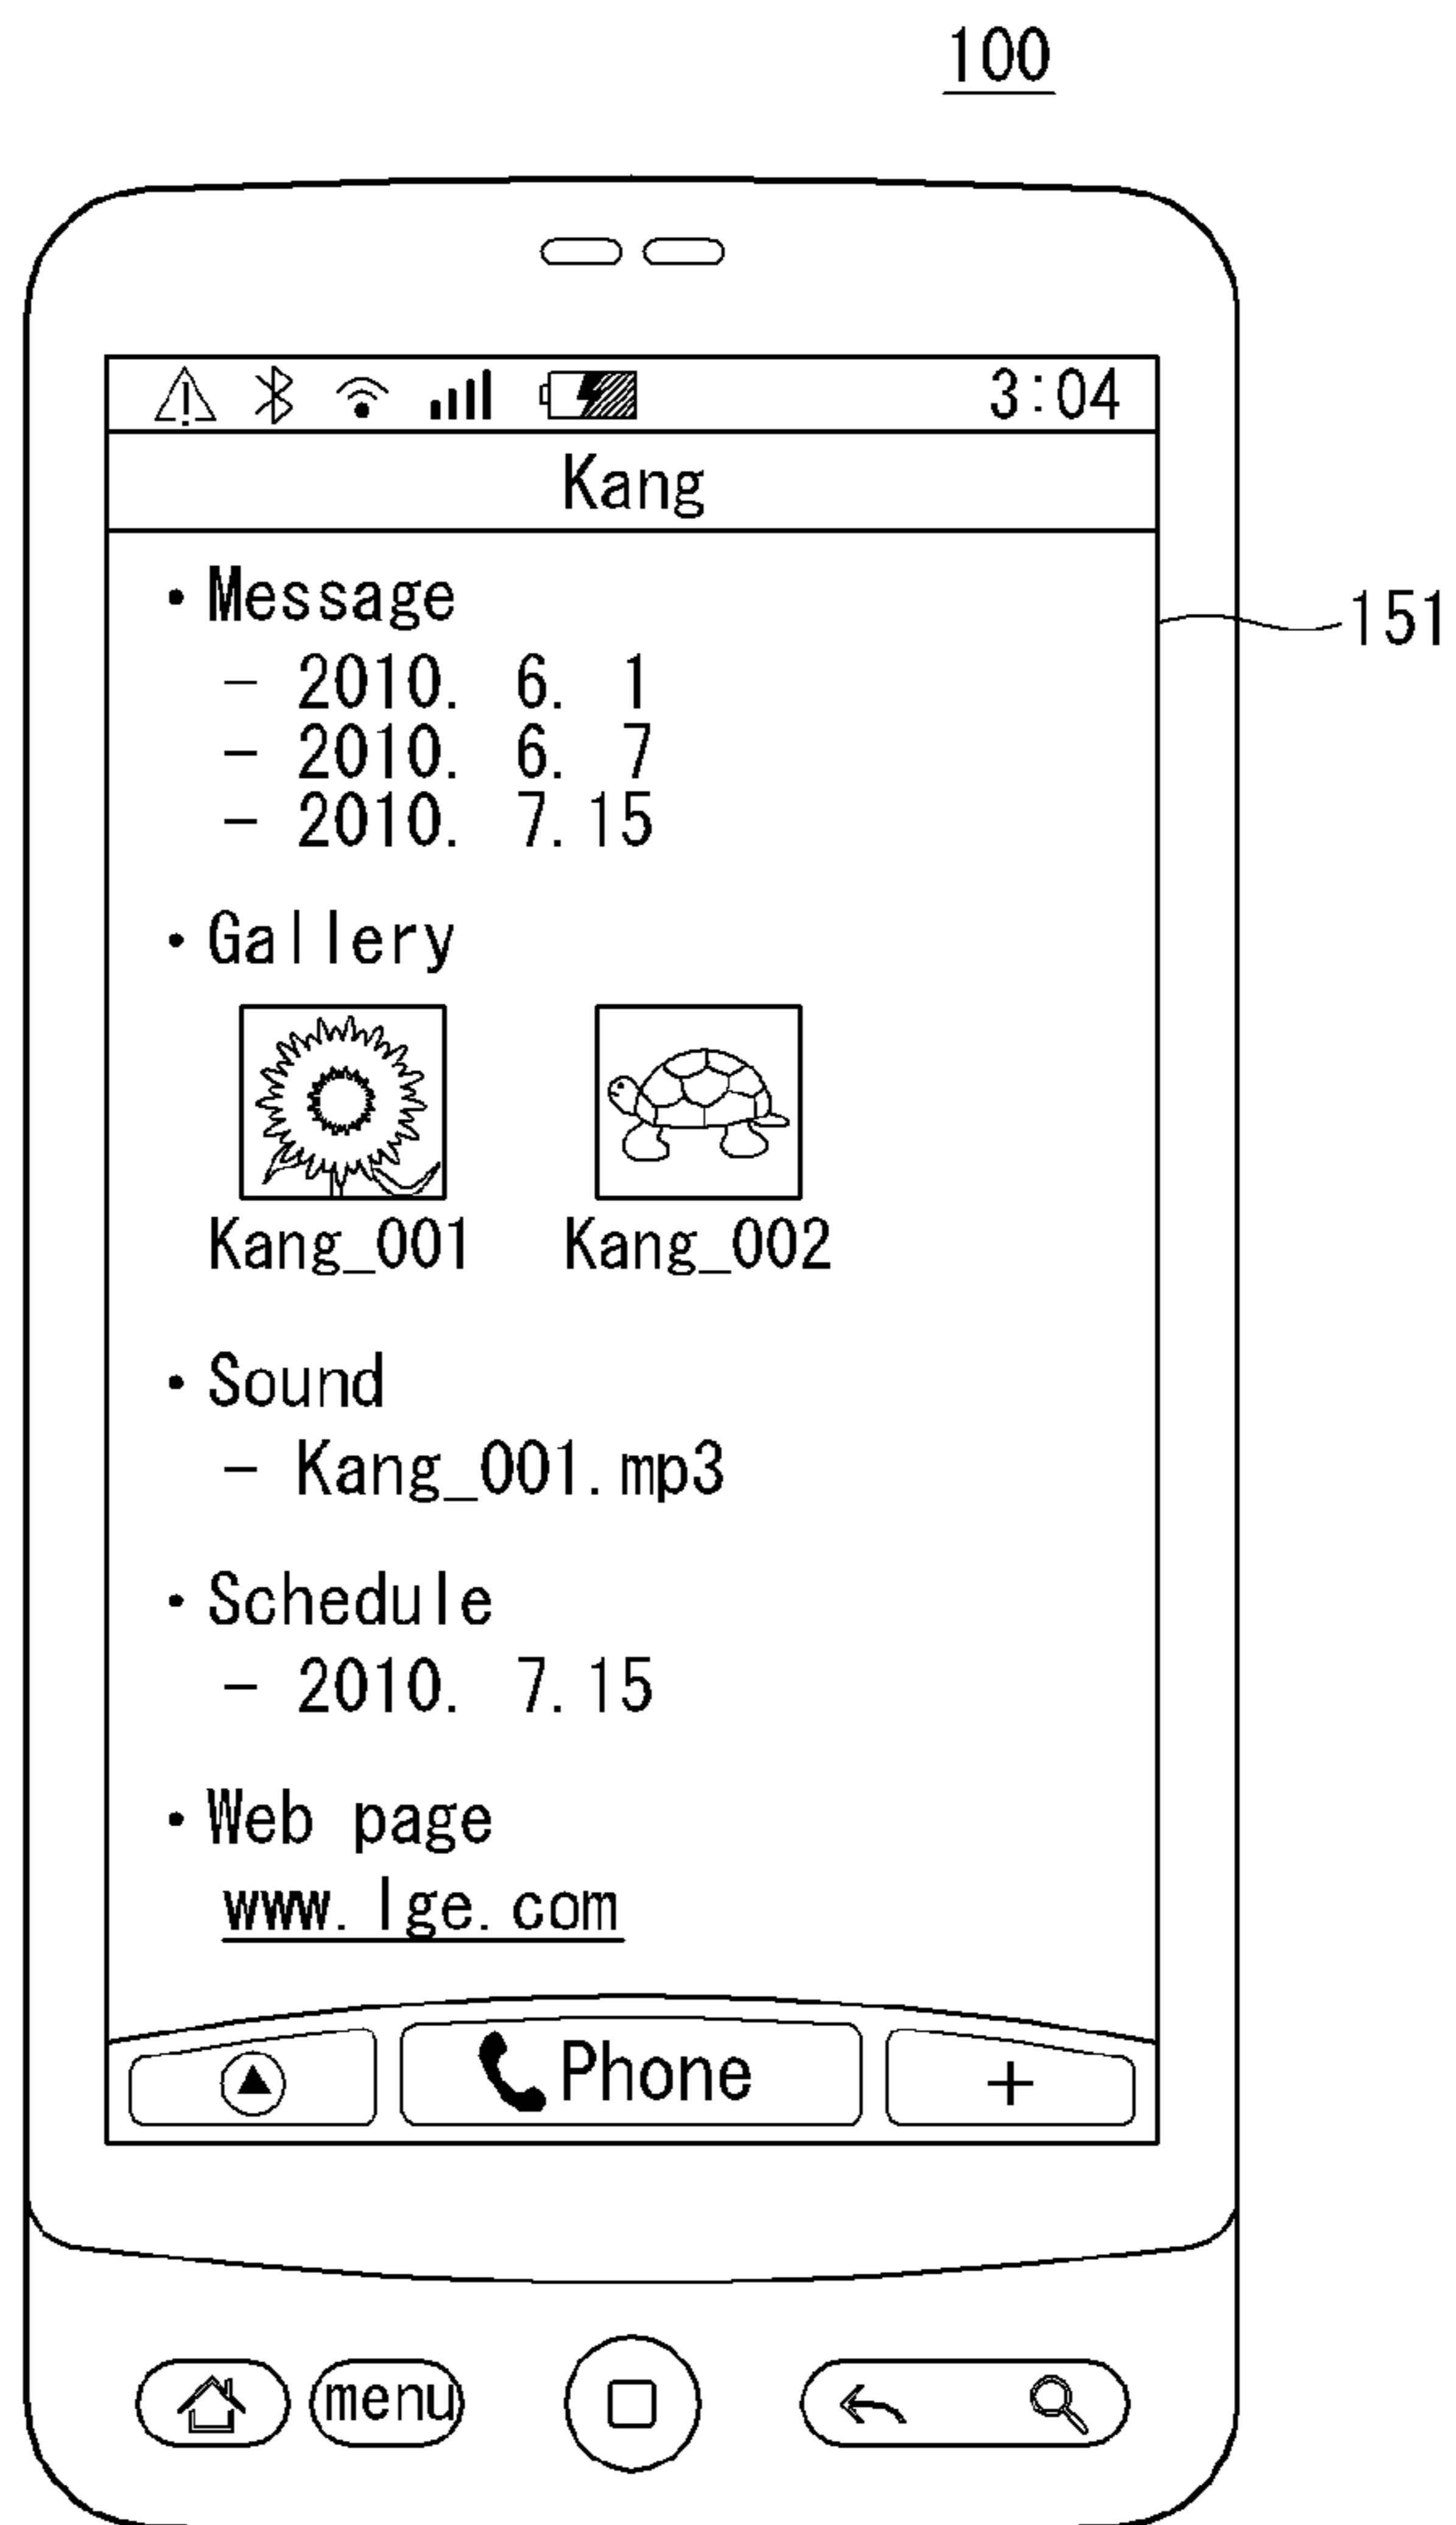 100
3:04
Kang
151
・Message
- 2010. 6. 1
- 2010. 6. 7
- 2010. 7.15
・Gallery
Kang_001 Kang_002
・Sound
- Kang_001.mp3
・Schedule
- 2010. 7.15
・Web page
www.lge.com
Phone +
menu